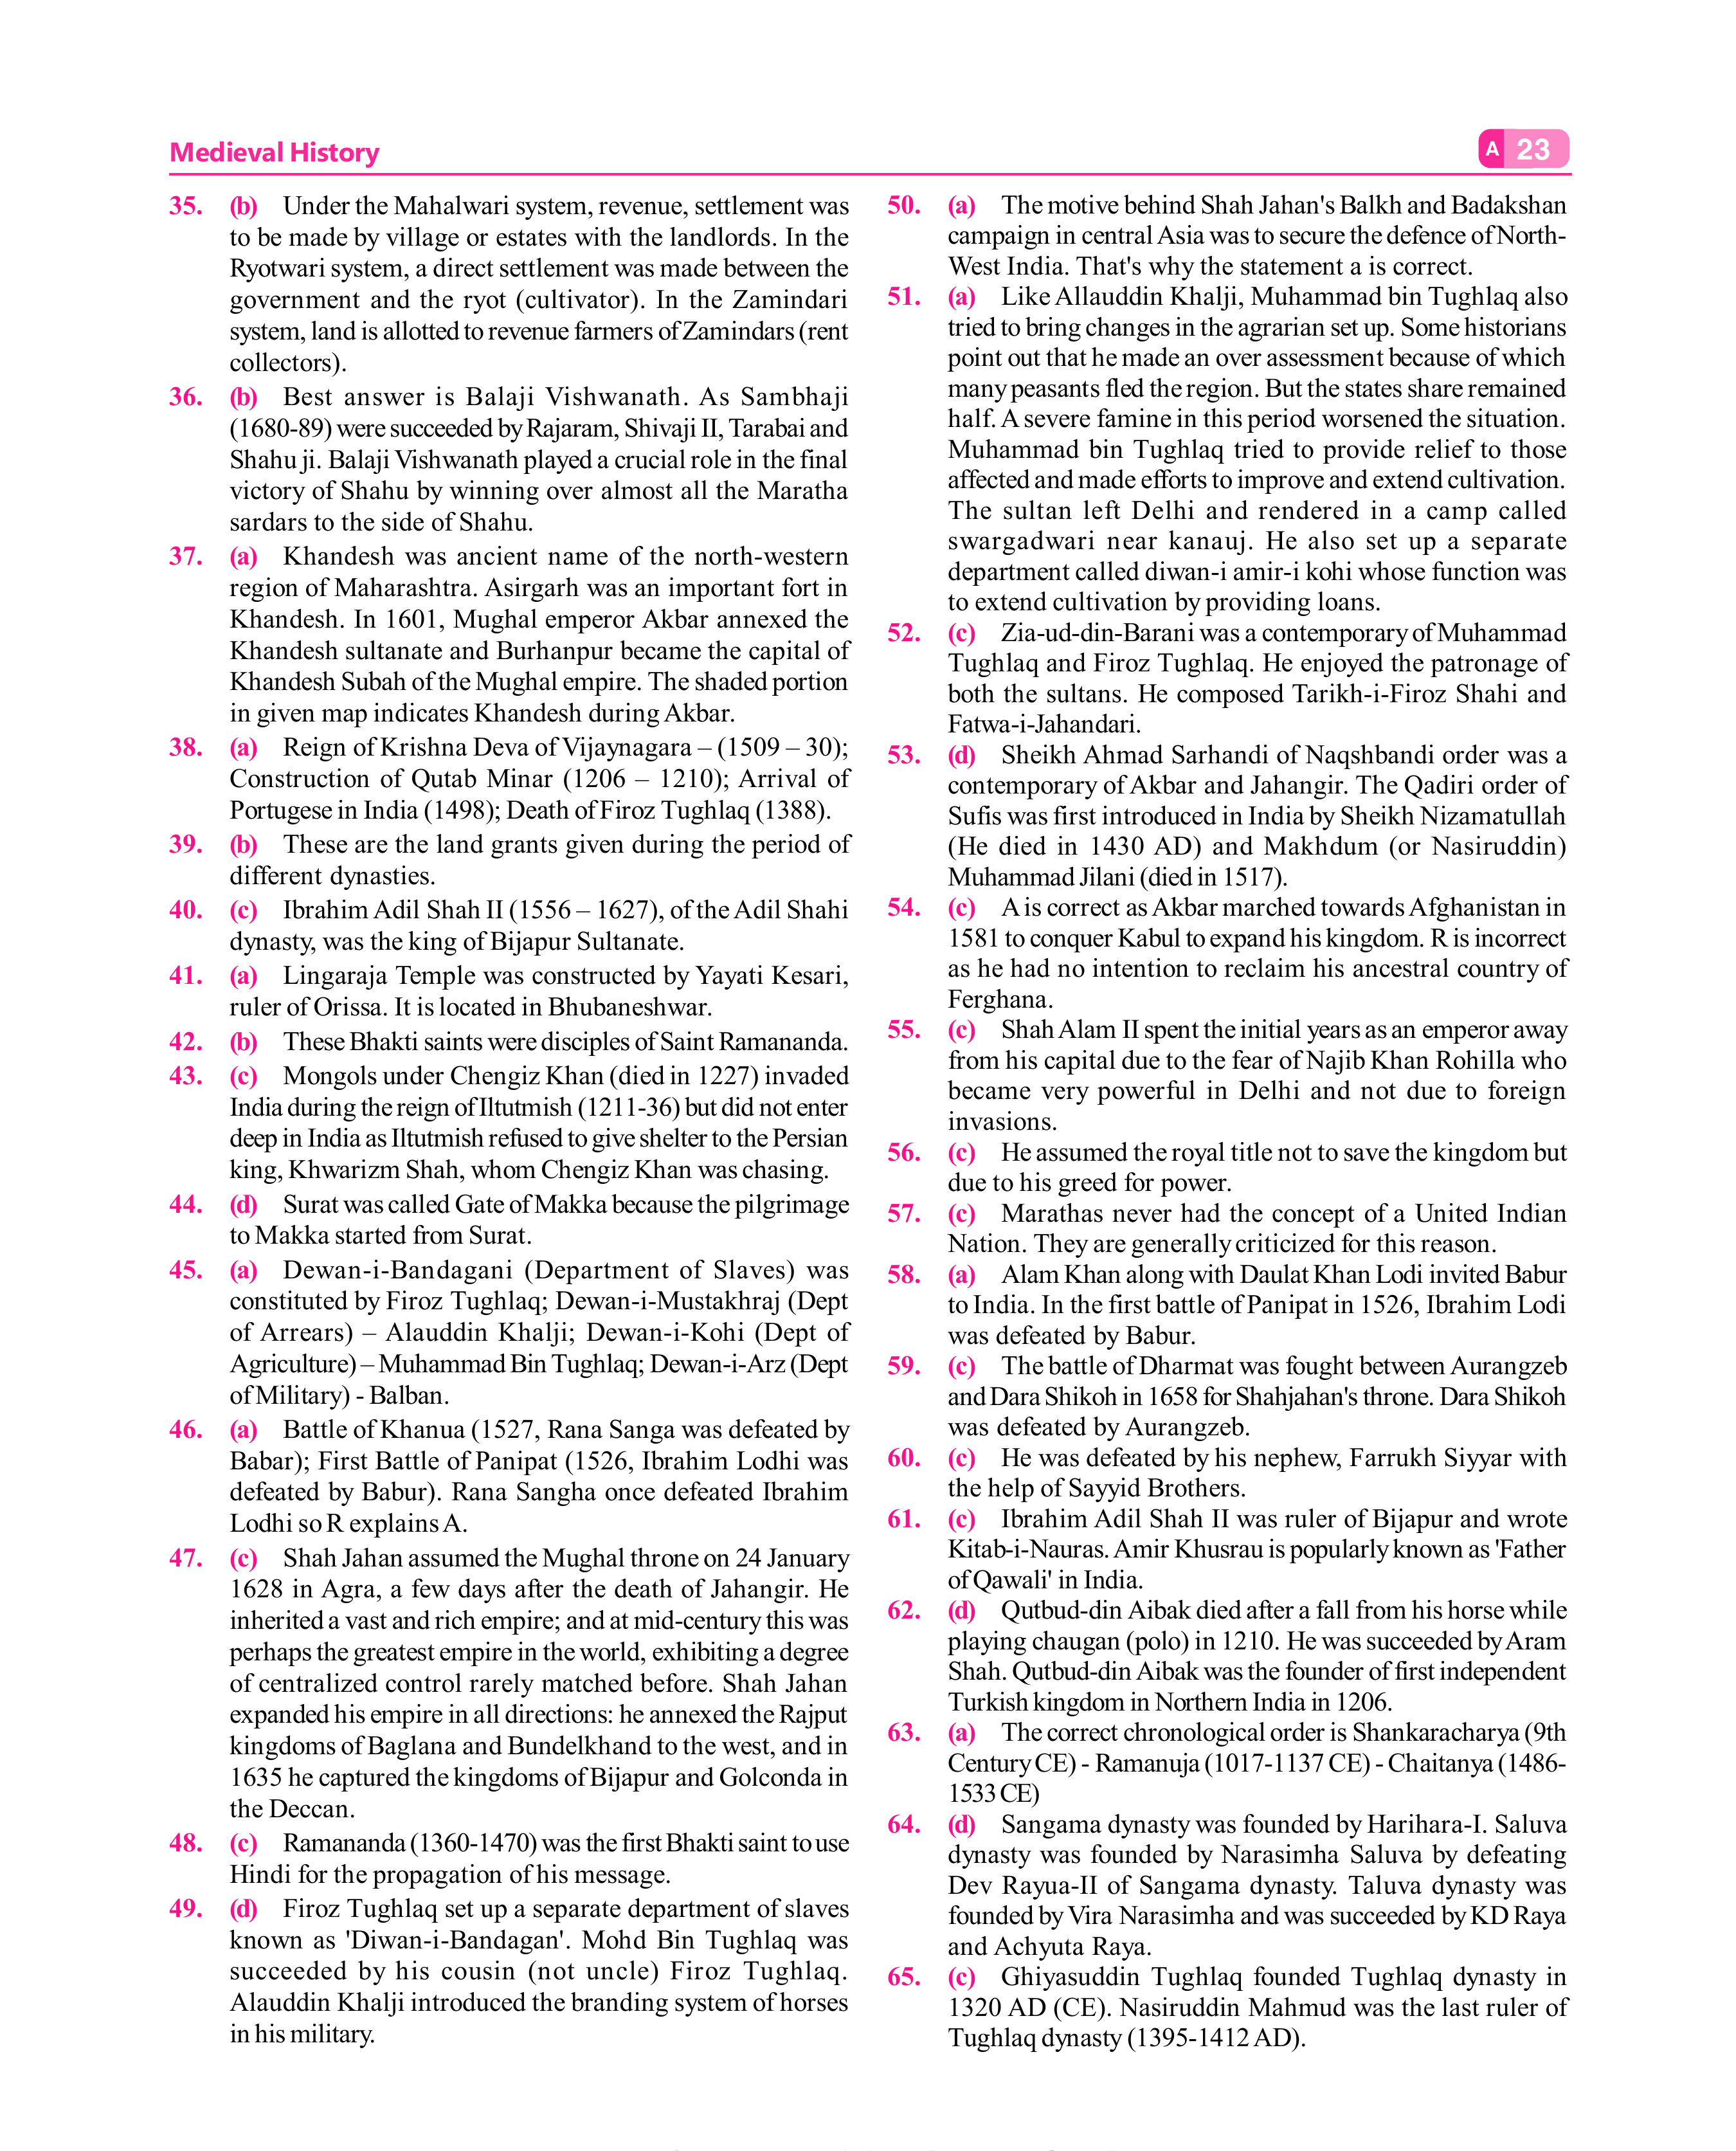 Medieval History
A 23
35. (b) Under the Mahalwari system, revenue, settlement was
to be made by village or estates with the landlords. In the
Ryotwari system, a direct settlement was made between the
government and the ryot (cultivator). In the Zamindari
system, land is allotted to revenue farmers of Zamindars (rent
collectors).
36. (b) Best answer is Balaji Vishwanath. As Sambhaji
(1680-89) were succeeded by Rajaram, Shivaji II, Tarabai and
Shahu ji. Balaji Vishwanath played a crucial role in the final
victory of Shahu by winning over almost all the Maratha
sardars to the side of Shahu.
37. (a) Khandesh was ancient name of the north-western
region of Maharashtra. Asirgarh was an important fort in
Khandesh. In 1601, Mughal emperor Akbar annexed the
Khandesh sultanate and Burhanpur became the capital of
Khandesh Subah of the Mughal empire. The shaded portion
in given map indicates Khandesh during Akbar.
38. (a) Reign of Krishna Deva of Vijaynagara – (1509 – 30);
Construction of Qutab Minar (1206 – 1210); Arrival of
Portugese in India (1498); Death of Firoz Tughlaq (1388).
39. (b) These are the land grants given during the period of
different dynasties.
40. (c) Ibrahim Adil Shah II (1556 – 1627), of the Adil Shahi
dynasty, was the king of Bijapur Sultanate.
41. (a) Lingaraja Temple was constructed by Yayati Kesari,
ruler of Orissa. It is located in Bhubaneshwar.
42. (b) These Bhakti saints were disciples of Saint Ramananda.
43. (c) Mongols under Chengiz Khan (died in 1227) invaded
India during the reign of Iltutmish (1211-36) but did not enter
deep in India as Iltutmish refused to give shelter to the Persian
king, Khwarizm Shah, whom Chengiz Khan was chasing.
44. (d) Surat was called Gate of Makka because the pilgrimage
to Makka started from Surat.
45. (a) Dewan-i-Bandagani (Department of Slaves) was
constituted by Firoz Tughlaq; Dewan-i-Mustakhraj (Dept
of Arrears) – Alauddin Khalji; Dewan-i-Kohi (Dept of
Agriculture) – Muhammad Bin Tughlaq; Dewan-i-Arz (Dept
of Military) - Balban.
46. (a) Battle of Khanua (1527, Rana Sanga was defeated by
Babar); First Battle of Panipat (1526, Ibrahim Lodhi was
defeated by Babur). Rana Sangha once defeated Ibrahim
Lodhi so R explains A.
47. (c) Shah Jahan assumed the Mughal throne on 24 January
1628 in Agra, a few days after the death of Jahangir. He
inherited a vast and rich empire; and at mid-century this was
perhaps the greatest empire in the world, exhibiting a degree
of centralized control rarely matched before. Shah Jahan
expanded his empire in all directions: he annexed the Rajput
kingdoms of Baglana and Bundelkhand to the west, and in
1635 he captured the kingdoms of Bijapur and Golconda in
the Deccan.
48. (c) Ramananda (1360-1470) was the first Bhakti saint to use
Hindi for the propagation of his message.
49. (d) Firoz Tughlaq set up a separate department of slaves
known as 'Diwan-i-Bandagan'. Mohd Bin Tughlaq was
succeeded by his cousin (not uncle) Firoz Tughlaq.
Alauddin Khalji introduced the branding system of horses
in his military.
50. (a) The motive behind Shah Jahan's Balkh and Badakshan
campaign in central Asia was to secure the defence of North-
West India. That's why the statement a is correct.
51. (a) Like Allauddin Khalji, Muhammad bin Tughlaq also
tried to bring changes in the agrarian set up. Some historians
point out that he made an over assessment because of which
many peasants fled the region. But the states share remained
half. A severe famine in this period worsened the situation.
Muhammad bin Tughlaq tried to provide relief to those
affected and made efforts to improve and extend cultivation.
The sultan left Delhi and rendered in a camp called
swargadwari near kanauj. He also set up a separate
department called diwan-i amir-i kohi whose function was
to extend cultivation by providing loans.
52. (c) Zia-ud-din-Barani was a contemporary of Muhammad
Tughlaq and Firoz Tughlaq. He enjoyed the patronage of
both the sultans. He composed Tarikh-i-Firoz Shahi and
Fatwa-i-Jahandari.
53. (d) Sheikh Ahmad Sarhandi of Naqshbandi order was a
contemporary of Akbar and Jahangir. The Qadiri order of
Sufis was first introduced in India by Sheikh Nizamatullah
(He died in 1430 AD) and Makhdum (or Nasiruddin)
Muhammad Jilani (died in 1517).
54. (c) A is correct as Akbar marched towards Afghanistan in
1581 to conquer Kabul to expand his kingdom. R is incorrect
as he had no intention to reclaim his ancestral country of
Ferghana.
55. (c) Shah Alam II spent the initial years as an emperor away
from his capital due to the fear of Najib Khan Rohilla who
became very powerful in Delhi and not due to foreign
invasions.
56. (c) He assumed the royal title not to save the kingdom but
due to his greed for power.
57. (c) Marathas never had the concept of a United Indian
Nation. They are generally criticized for this reason.
58. (a) Alam Khan along with Daulat Khan Lodi invited Babur
to India. In the first battle of Panipat in 1526, Ibrahim Lodi
was defeated by Babur.
59. (c) The battle of Dharmat was fought between Aurangzeb
and Dara Shikoh in 1658 for Shahjahan's throne. Dara Shikoh
was defeated by Aurangzeb.
60. (c) He was defeated by his nephew, Farrukh Siyyar with
the help of Sayyid Brothers.
61. (c) Ibrahim Adil Shah II was ruler of Bijapur and wrote
Kitab-i-Nauras. Amir Khusrau is popularly known as 'Father
of Qawali' in India.
62. (d) Qutbud-din Aibak died after a fall from his horse while
playing chaugan (polo) in 1210. He was succeeded by Aram
Shah. Qutbud-din Aibak was the founder of first independent
Turkish kingdom in Northern India in 1206.
63. (a) The correct chronological order is Shankaracharya (9th
Century CE) - Ramanuja (1017-1137 CE) - Chaitanya (1486-
1533 CE)
64. (d) Sangama dynasty was founded by Harihara-I. Saluva
dynasty was founded by Narasimha Saluva by defeating
Dev Rayua-II of Sangama dynasty. Taluva dynasty was
founded by Vira Narasimha and was succeeded by KD Raya
and Achyuta Raya.
65. (c) Ghiyasuddin Tughlaq founded Tughlaq dynasty in
1320 AD (CE). Nasiruddin Mahmud was the last ruler of
Tughlaq dynasty (1395-1412 AD).